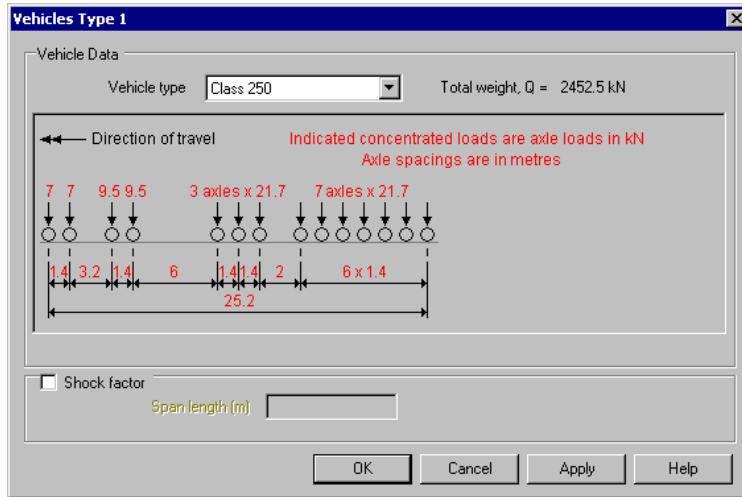 Vehicles Type 1
Vehicle Data
Vehicle type Class 250 Total weight, Q = 2452.5 kN
Direction of travel Indicated concentrated loads are axle loads in kN
Axle spacings are in metres
7 7 9.5 9.5 3 axles x 21.7 7 axles x 21.7
1.4 3.2 1.4 6 1.4 1.4 2 6 x 1.4
25.2
Shock factor
Span length (m)
OK Cancel Apply Help